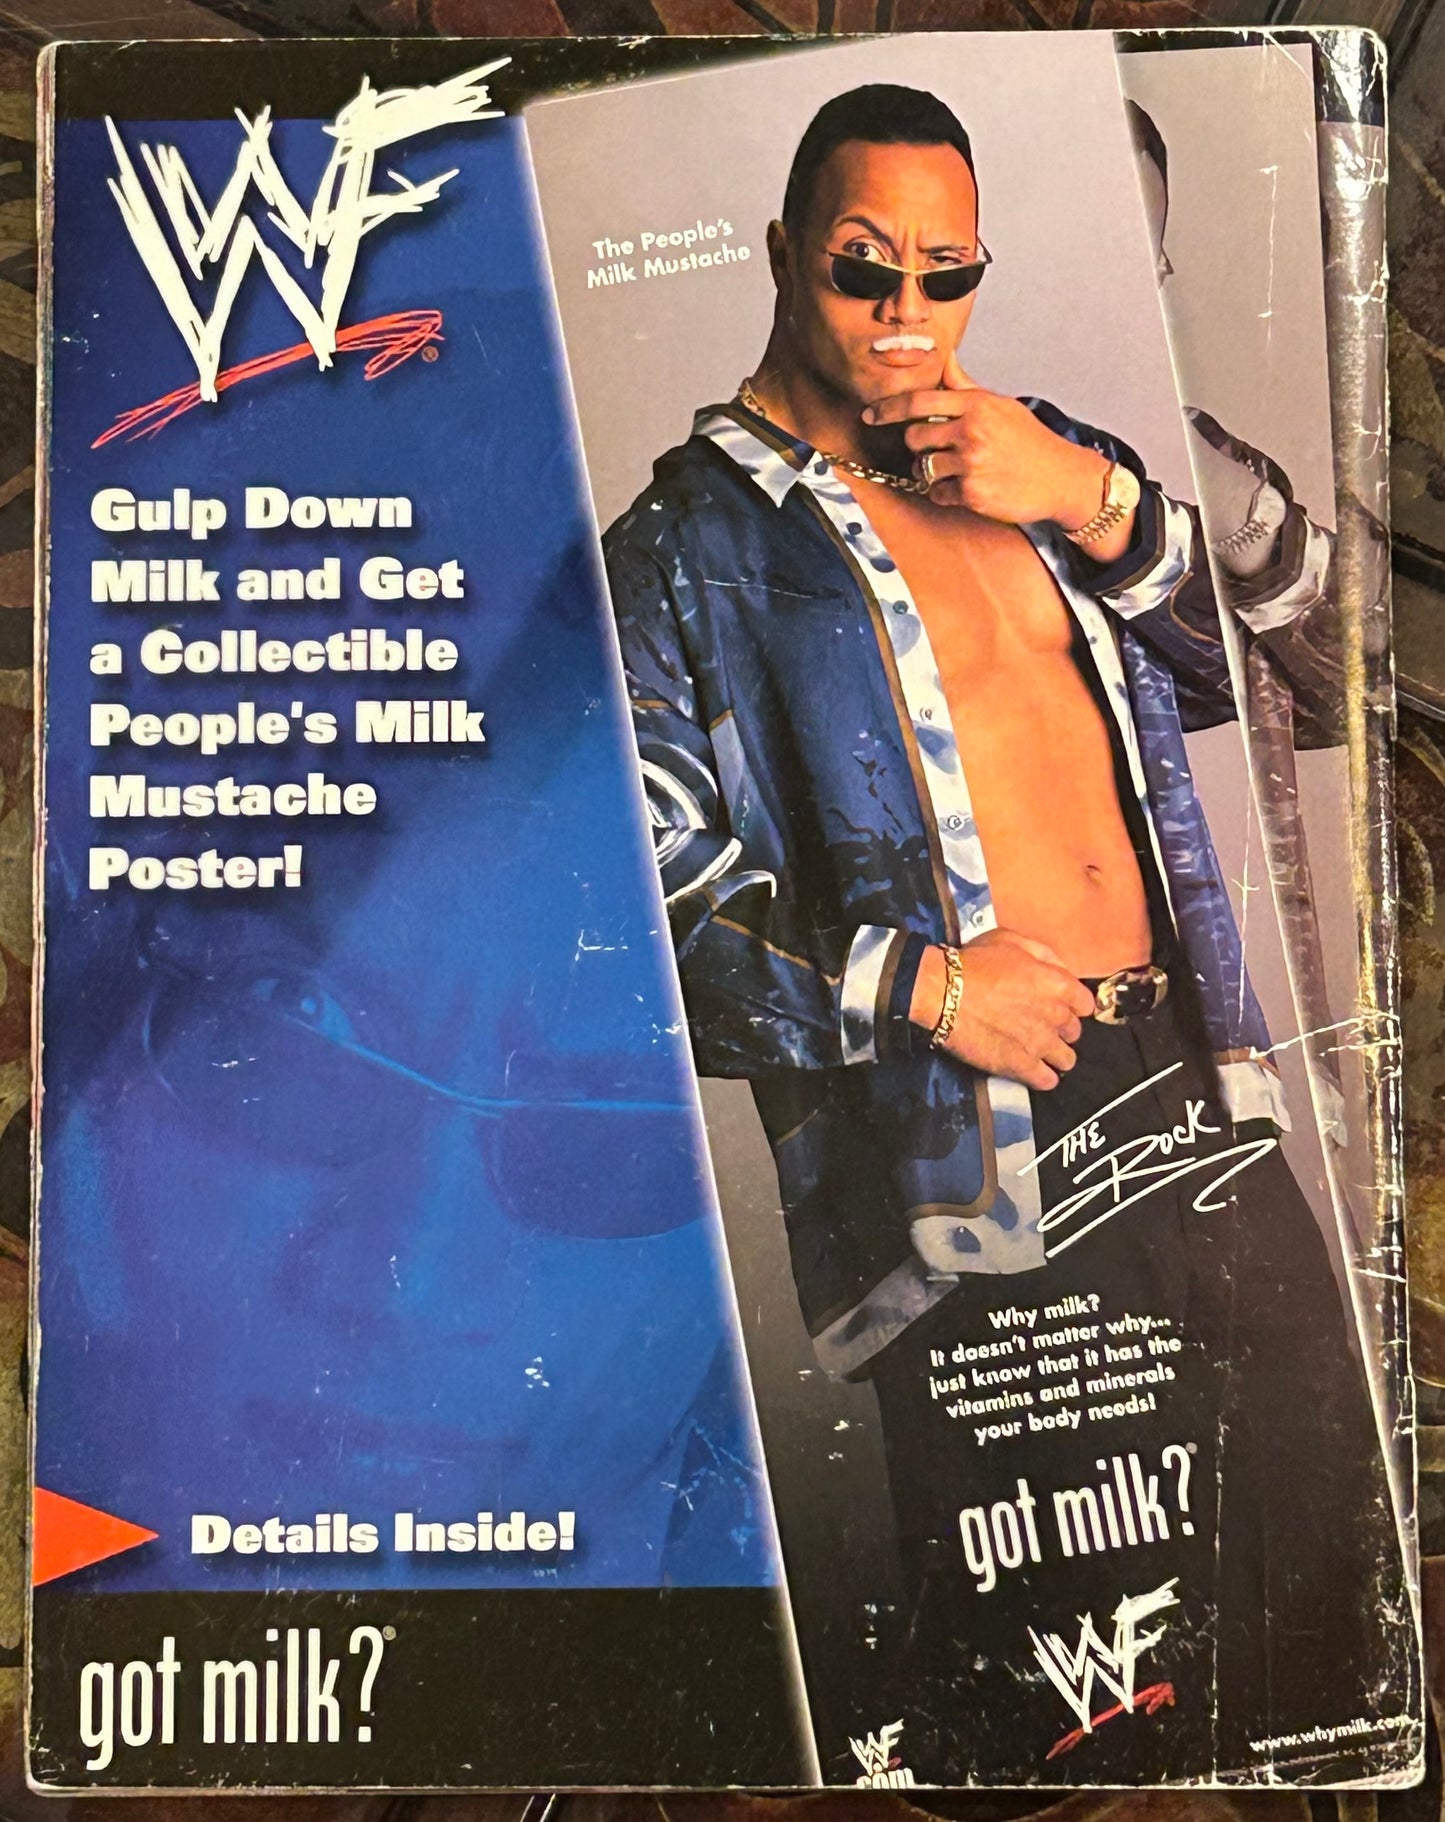 WF
®
Gulp Down
Milk and Get
a Collectible
People's Milk
Mustache
Poster!
Details Inside!
got milk?®
The People's
Milk Mustache
THE
ROCK
Why milk?
It doesn't matter why...
just know that it has the
vitamins and minerals
your body needs!
got milk?®
WF
WF
.com
www.whymilk.com